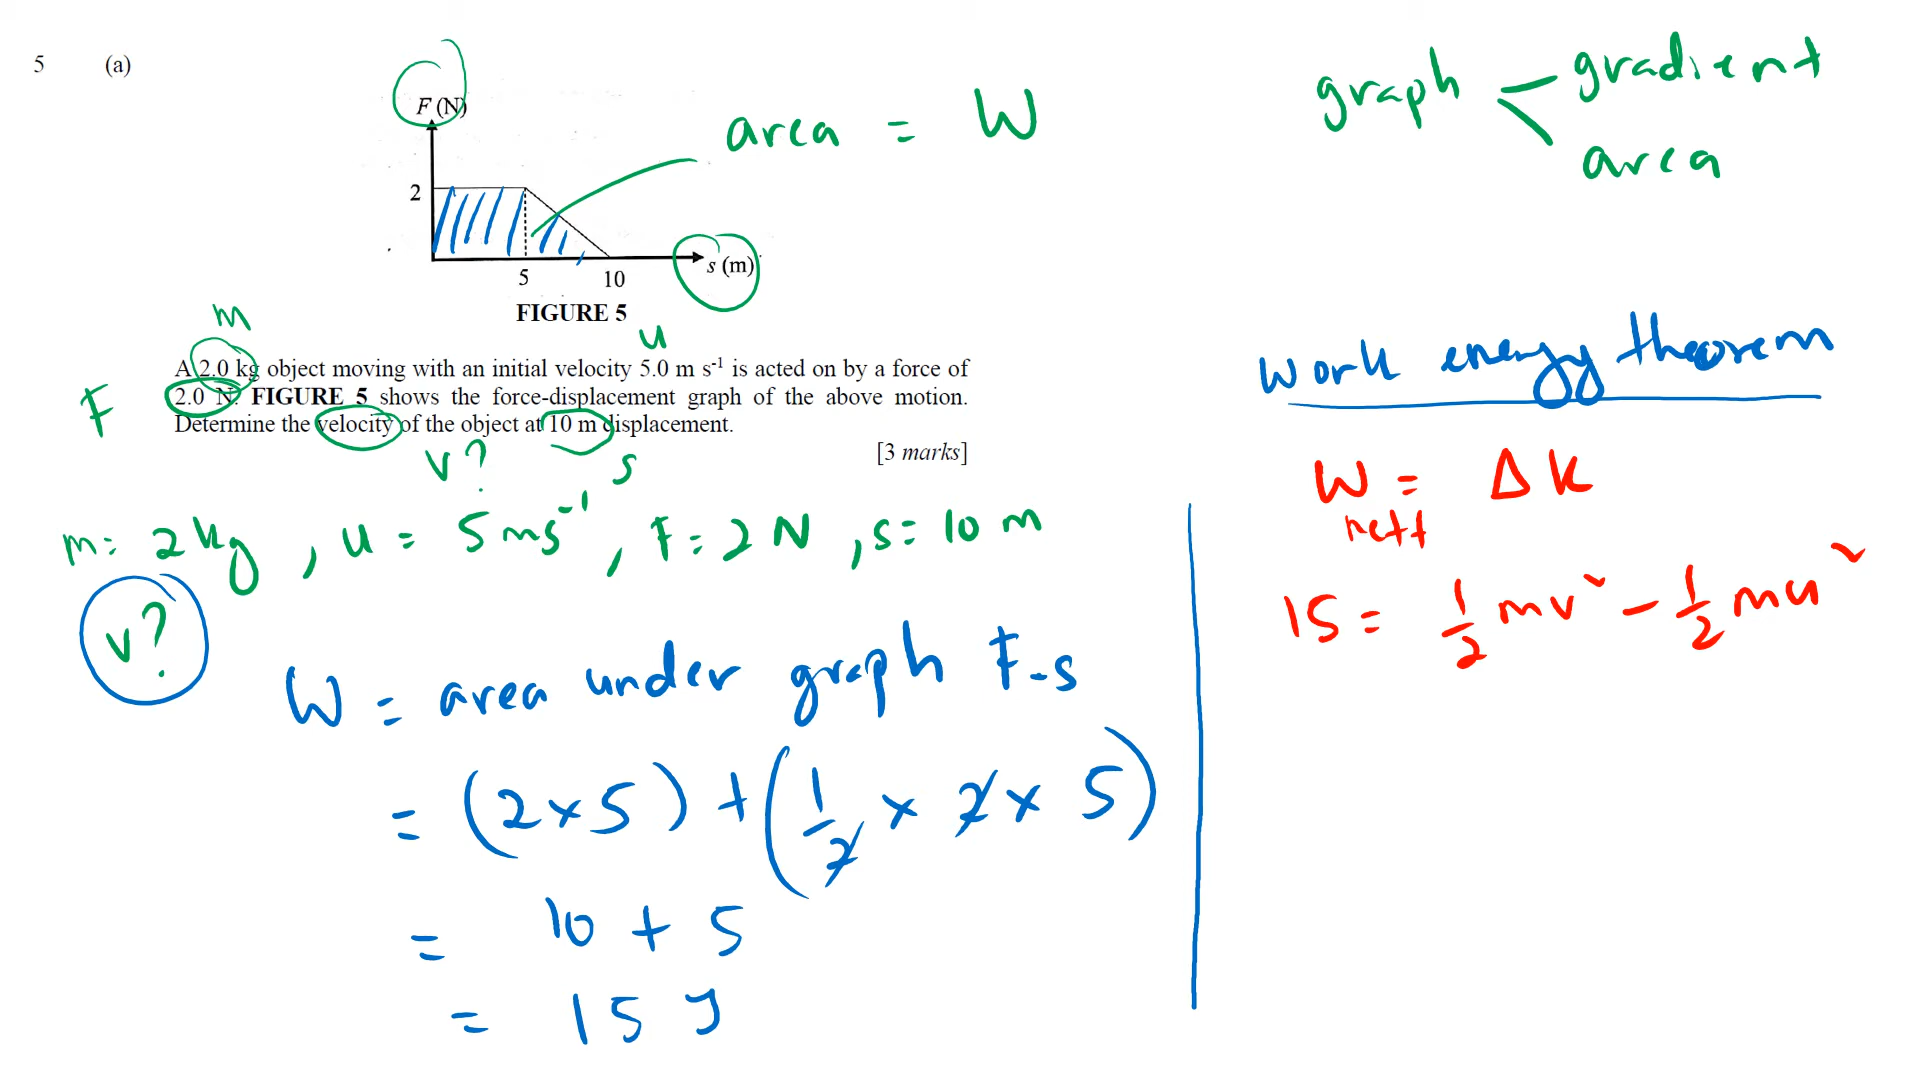 5 (a)
F (N)
2
5 10 s (m)
FIGURE 5
area = W
graph < gradient
area
m
u
A 2.0 kg object moving with an initial velocity 5.0 m s⁻¹ is acted on by a force of
2.0 N. FIGURE 5 shows the force-displacement graph of the above motion.
Determine the velocity of the object at 10 m displacement.
[3 marks]
F
v?
s
m = 2 kg , u = 5 ms⁻¹ , F = 2 N , s = 10 m
v?
W = area under graph F-s
= (2 × 5) + (1/2 × 2 × 5)
= 10 + 5
= 15 J
Work energy theorem
W nett = ΔK
15 = 1/2 mv² - 1/2 mu²